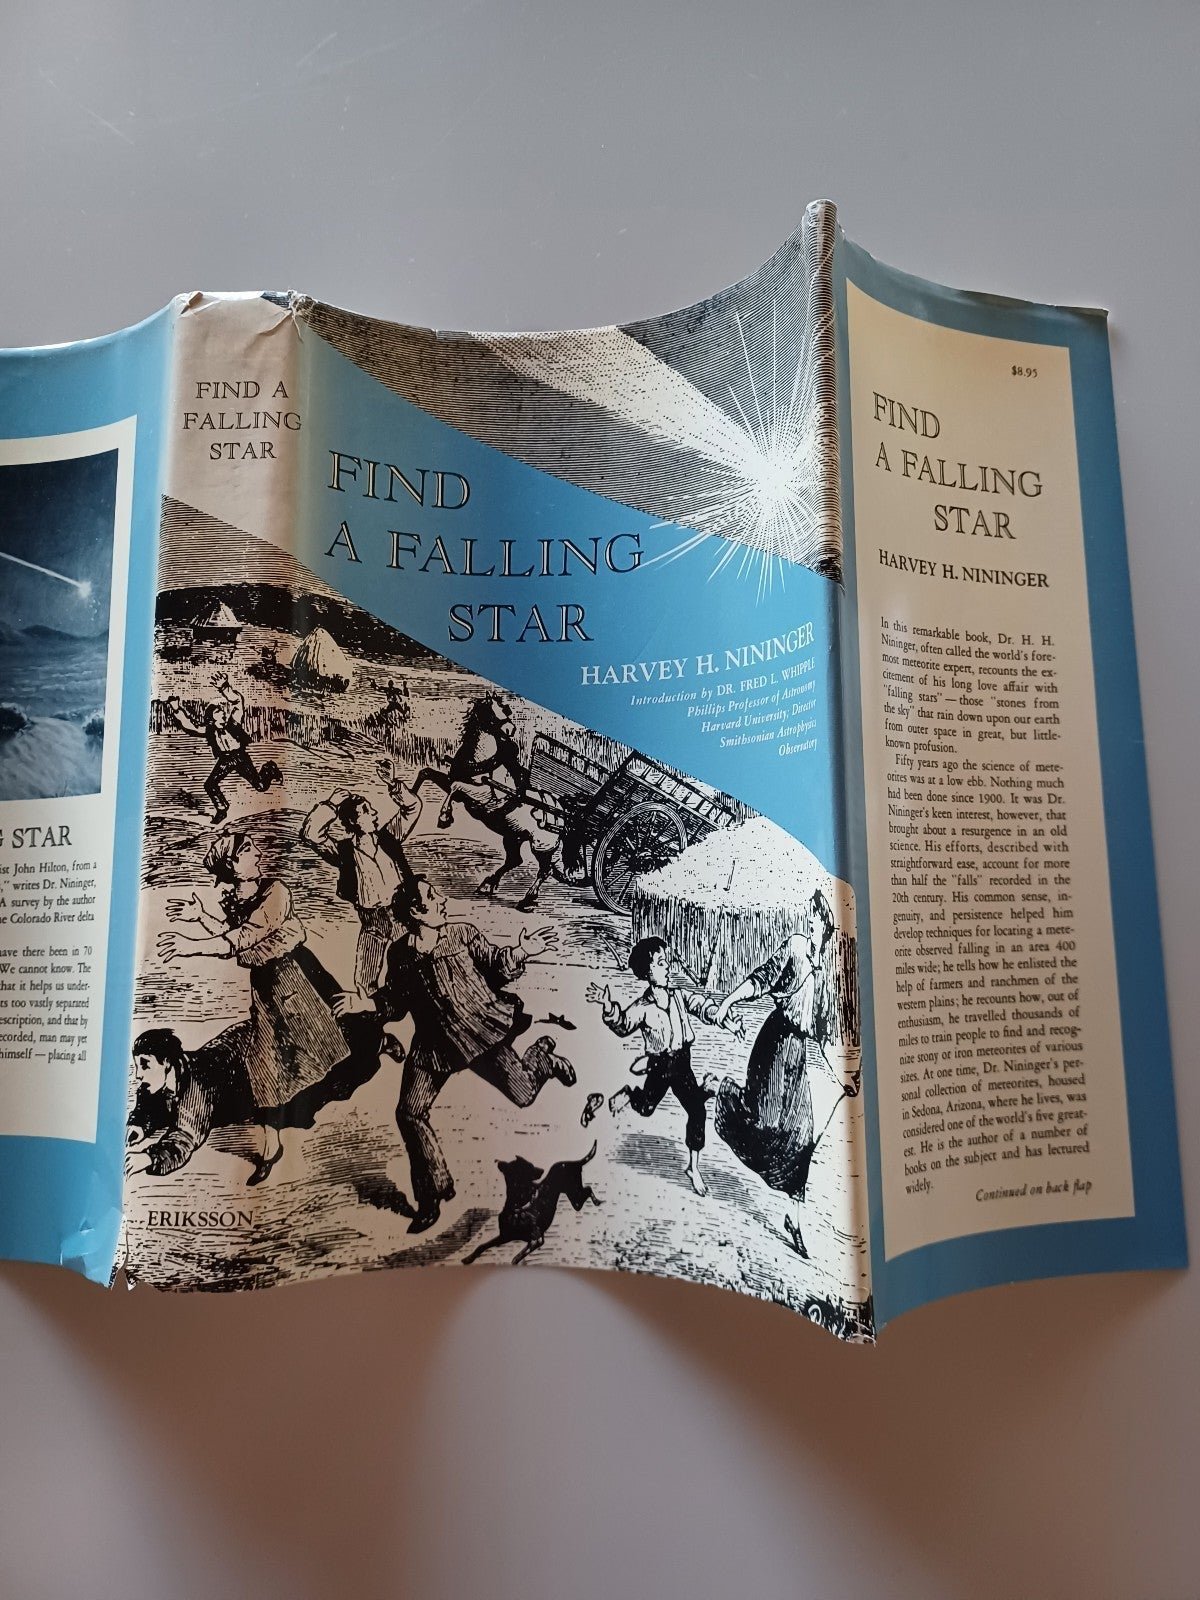 G STAR
ist John Hilton, from a
," writes Dr. Nininger,
A survey by the author
he Colorado River delta
have there been in 70
We cannot know. The
that it helps us under-
ts too vastly separated
escription, and that by
ecorded, man may yet
himself — placing all
FIND A
FALLING
STAR
ERIKSSON
FIND
A FALLING
STAR
HARVEY H. NININGER
Introduction by DR. FRED L. WHIPPLE
Phillips Professor of Astronomy
Harvard University; Director
Smithsonian Astrophysics
Observatory
$8.95
FIND
A FALLING
STAR
HARVEY H. NININGER
In this remarkable book, Dr. H. H.
Nininger, often called the world's fore-
most meteorite expert, recounts the ex-
citement of his long love affair with
"falling stars" — those "stones from
the sky" that rain down upon our earth
from outer space in great, but little-
known profusion.
Fifty years ago the science of mete-
orites was at a low ebb. Nothing much
had been done since 1900. It was Dr.
Nininger's keen interest, however, that
brought about a resurgence in an old
science. His efforts, described with
straightforward ease, account for more
than half the "falls" recorded in the
20th century. His common sense, in-
genuity, and persistence helped him
develop techniques for locating a mete-
orite observed falling in an area 400
miles wide; he tells how he enlisted the
help of farmers and ranchmen of the
western plains; he recounts how, out of
enthusiasm, he travelled thousands of
miles to train people to find and recog-
nize stony or iron meteorites of various
sizes. At one time, Dr. Nininger's per-
sonal collection of meteorites, housed
in Sedona, Arizona, where he lives, was
considered one of the world's five great-
est. He is the author of a number of
books on the subject and has lectured
widely.
Continued on back flap